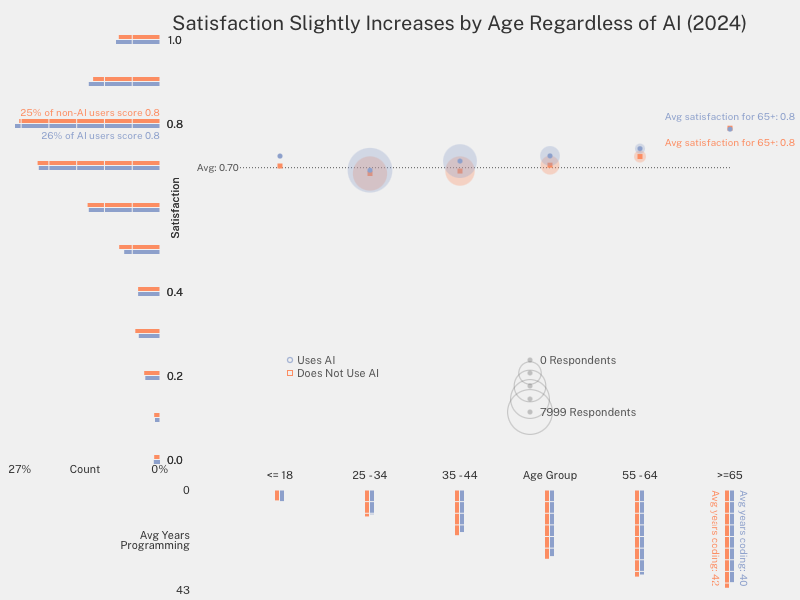 Satisfaction Slightly Increases by Age Regardless of AI (2024)
1.0
25% of non-AI users score 0.8
0.8
26% of AI users score 0.8
Avg satisfaction for 65+: 0.8
Avg satisfaction for 65+: 0.8
Avg: 0.70
Satisfaction
0.4
Uses AI
Does Not Use AI
0 Respondents
7999 Respondents
0.2
0.0
27%
Count
0%
<= 18
25 - 34
35 - 44
Age Group
55 - 64
>=65
0
Avg Years
Programming
43
Avg years coding: 42
Avg years coding: 40